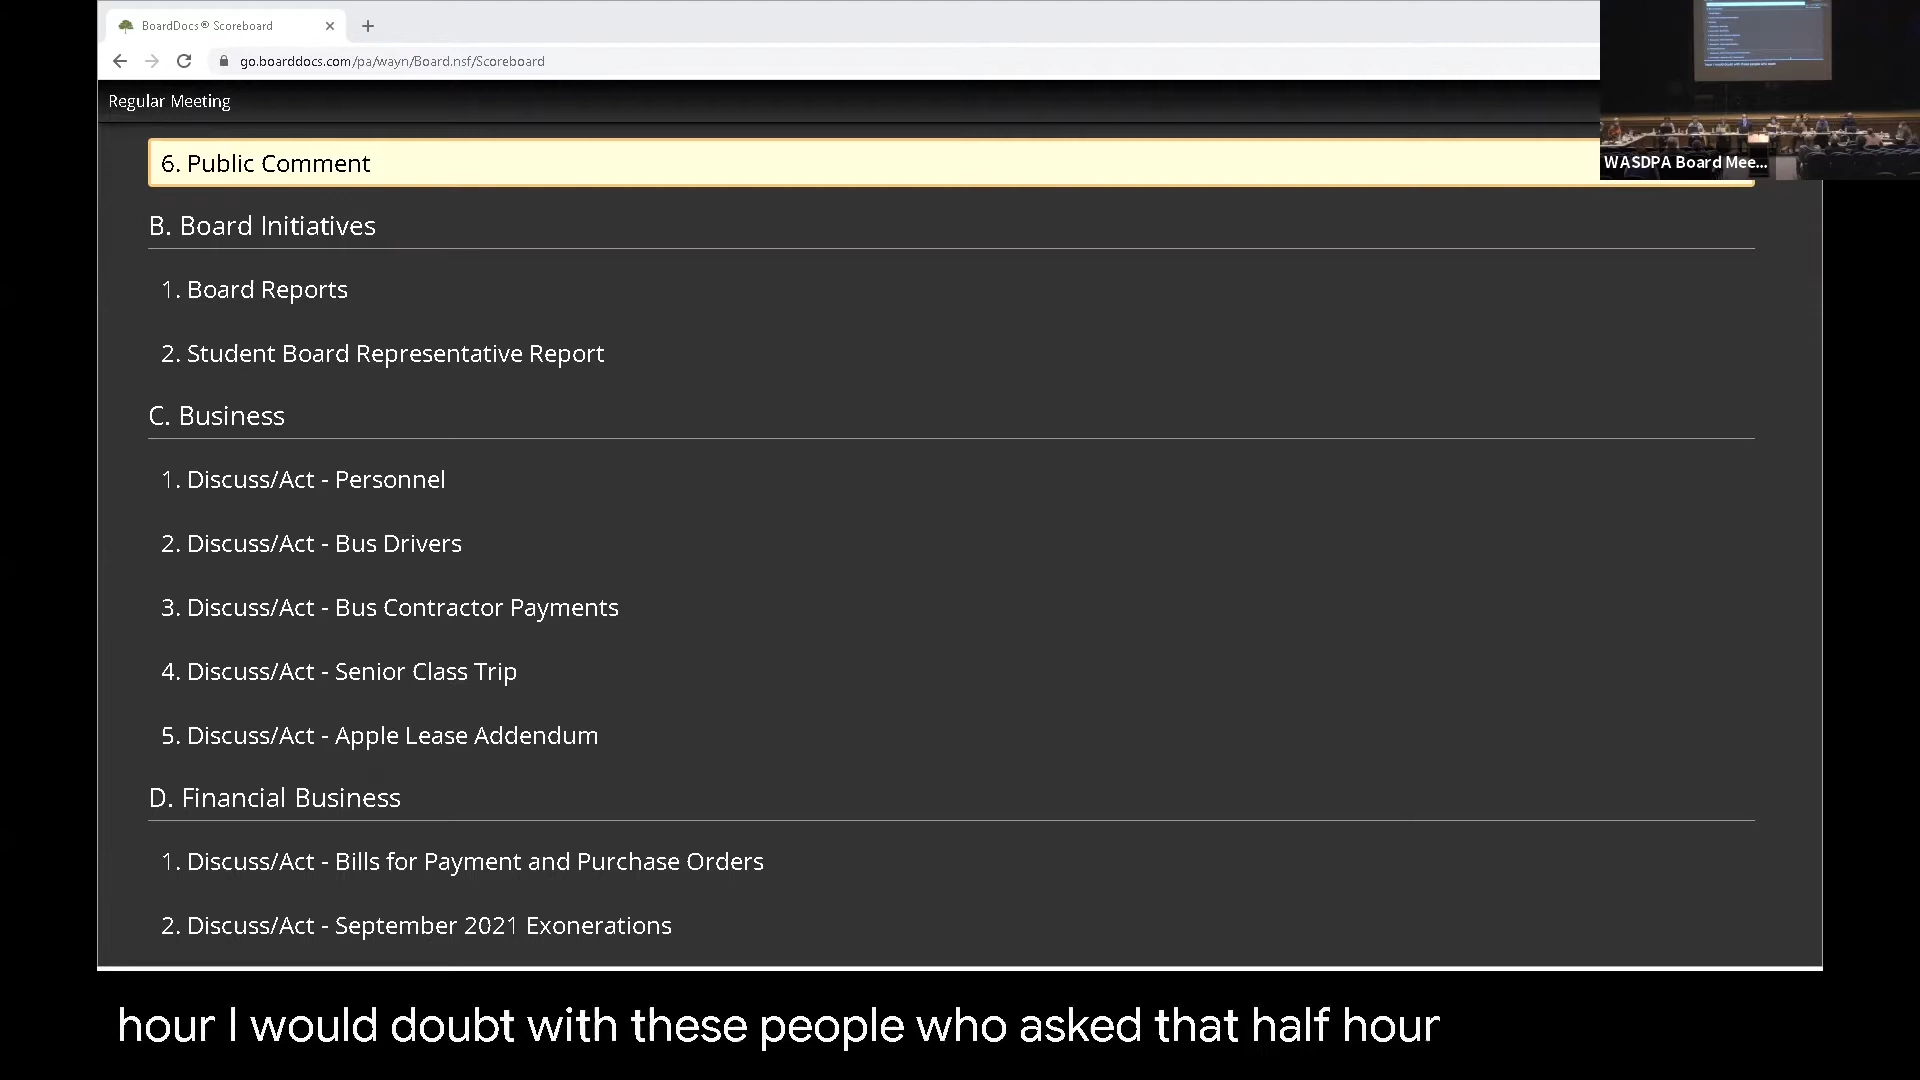 BoardDocs® Scoreboard
go.boarddocs.com/pa/wayn/Board.nsf/Scoreboard
Regular Meeting
6. Public Comment
WASDPA Board Mee...
B. Board Initiatives
1. Board Reports
2. Student Board Representative Report
C. Business
1. Discuss/Act - Personnel
2. Discuss/Act - Bus Drivers
3. Discuss/Act - Bus Contractor Payments
4. Discuss/Act - Senior Class Trip
5. Discuss/Act - Apple Lease Addendum
D. Financial Business
1. Discuss/Act - Bills for Payment and Purchase Orders
2. Discuss/Act - September 2021 Exonerations
hour I would doubt with these people who asked that half hour